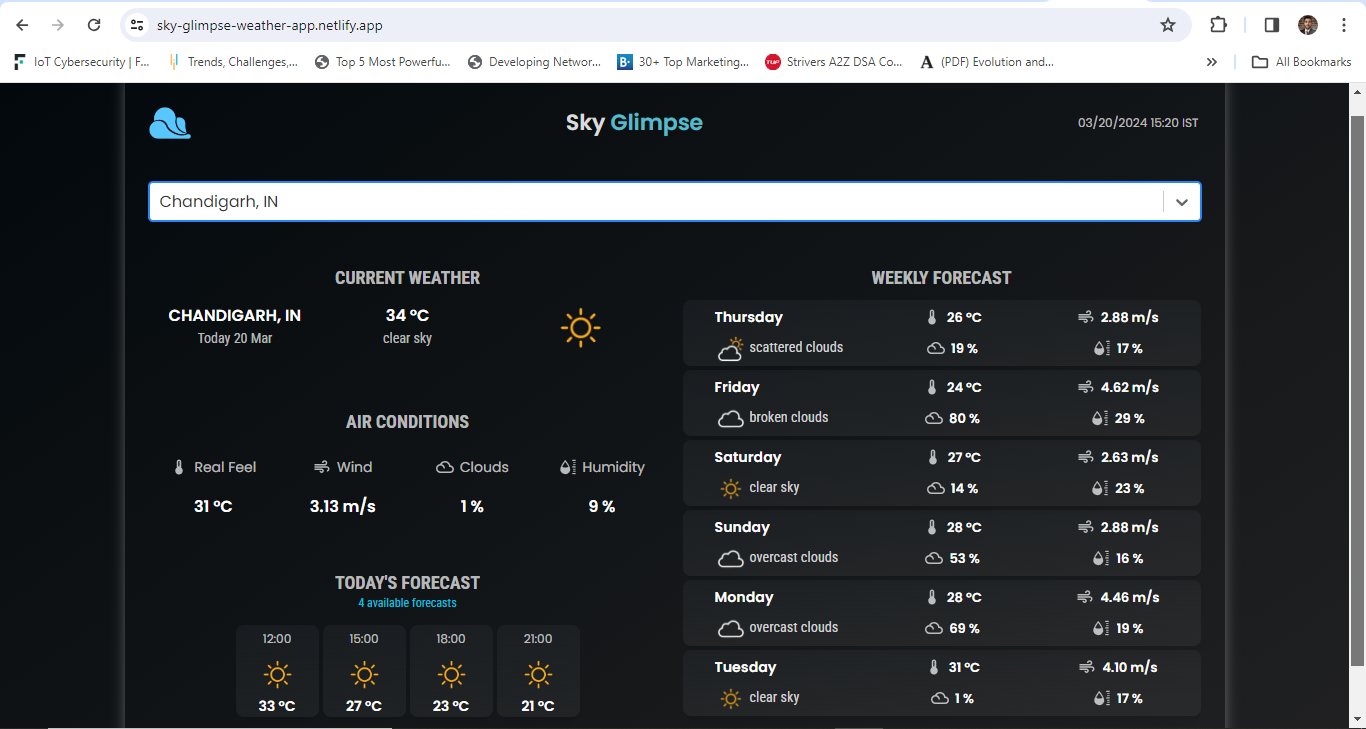 sky-glimpse-weather-app.netlify.app
IoT Cybersecurity | F... Trends, Challenges,... Top 5 Most Powerfu... Developing Networ... B· 30+ Top Marketing... TUF Strivers A2Z DSA Co... A (PDF) Evolution and... » All Bookmarks
Sky Glimpse
03/20/2024 15:20 IST
Chandigarh, IN
CURRENT WEATHER
CHANDIGARH, IN 34 °C
Today 20 Mar clear sky
AIR CONDITIONS
Real Feel Wind Clouds Humidity
31 °C 3.13 m/s 1 % 9 %
TODAY'S FORECAST
4 available forecasts
12:00 15:00 18:00 21:00
33 °C 27 °C 23 °C 21 °C
WEEKLY FORECAST
Thursday 26 °C 2.88 m/s
scattered clouds 19 % 17 %
Friday 24 °C 4.62 m/s
broken clouds 80 % 29 %
Saturday 27 °C 2.63 m/s
clear sky 14 % 23 %
Sunday 28 °C 2.88 m/s
overcast clouds 53 % 16 %
Monday 28 °C 4.46 m/s
overcast clouds 69 % 19 %
Tuesday 31 °C 4.10 m/s
clear sky 1 % 17 %